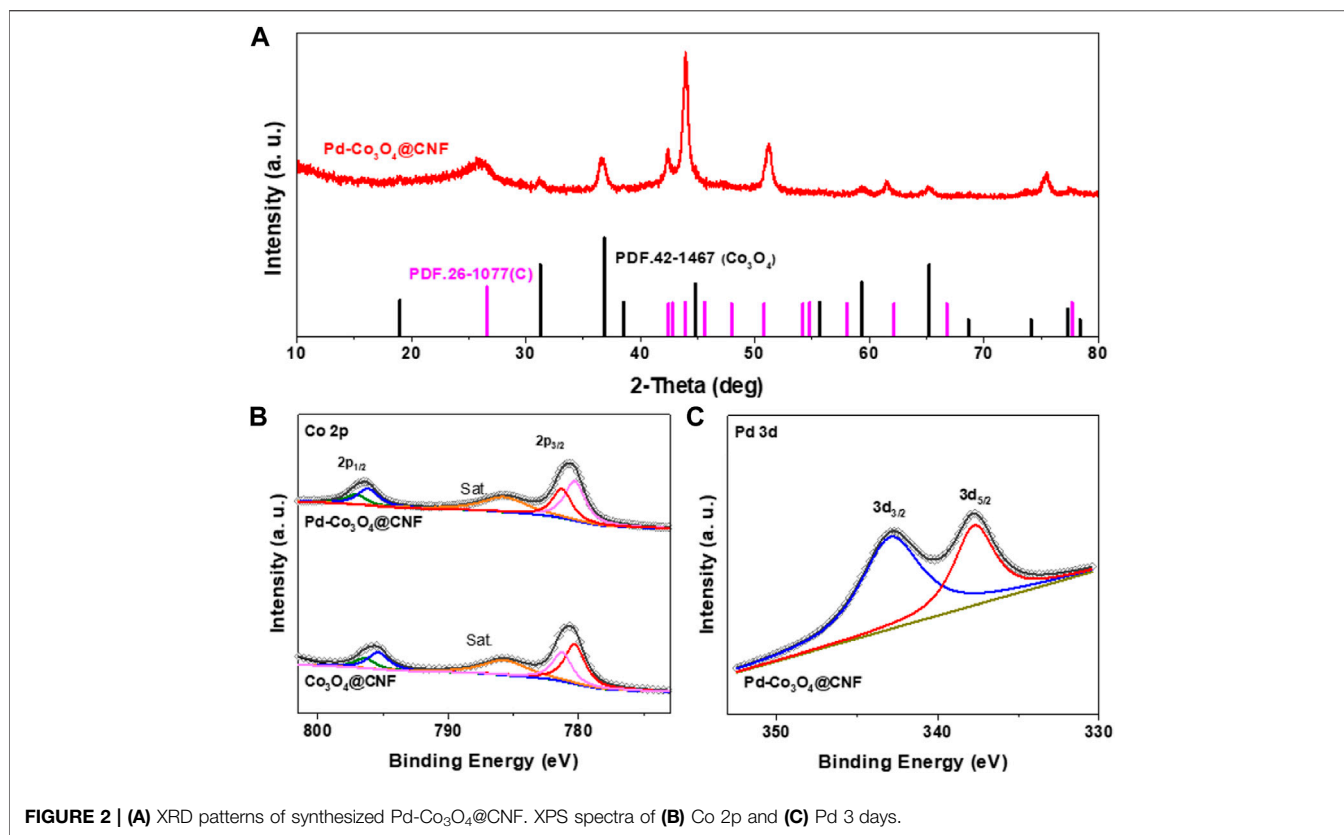 A
Intensity (a. u.)
Pd-Co₃O₄@CNF
PDF.26-1077(C)
PDF.42-1467 (Co₃O₄)
10 20 30 40 50 60 70 80
2-Theta (deg)
B
Co 2p
2p₁/₂
2p₃/₂
Sat
Pd-Co₃O₄@CNF
Intensity (a. u.)
Sat.
Co₃O₄@CNF
800 790 780
Binding Energy (eV)
C
Pd 3d
3d₃/₂
3d₅/₂
Intensity (a. u.)
Pd-Co₃O₄@CNF
350 340 330
Binding Energy (eV)
FIGURE 2 | (A) XRD patterns of synthesized Pd-Co₃O₄@CNF. XPS spectra of (B) Co 2p and (C) Pd 3 days.